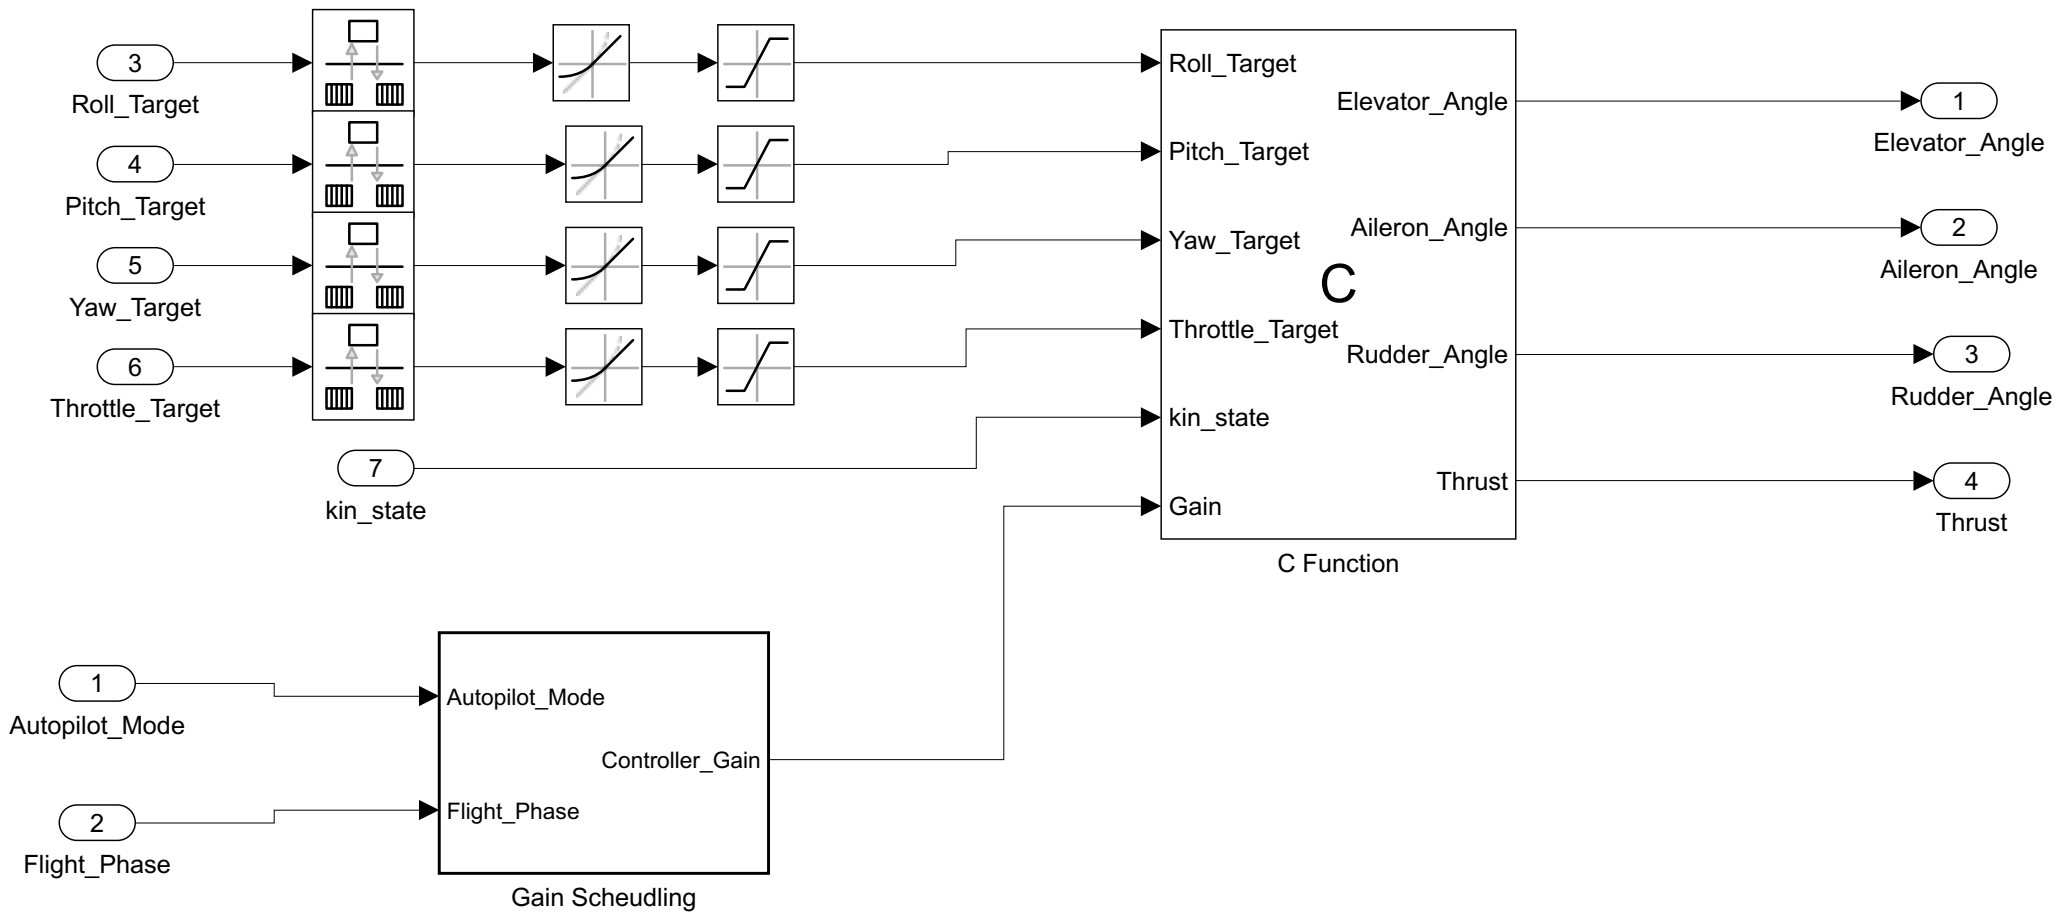 3
Roll_Target
4
Pitch_Target
5
Yaw_Target
6
Throttle_Target
7
kin_state
Roll_Target
Pitch_Target
Yaw_Target
Throttle_Target
kin_state
Gain
C
Elevator_Angle
Aileron_Angle
Rudder_Angle
Thrust
C Function
1
Elevator_Angle
2
Aileron_Angle
3
Rudder_Angle
4
Thrust
1
Autopilot_Mode
2
Flight_Phase
Autopilot_Mode
Flight_Phase
Controller_Gain
Gain Scheudling